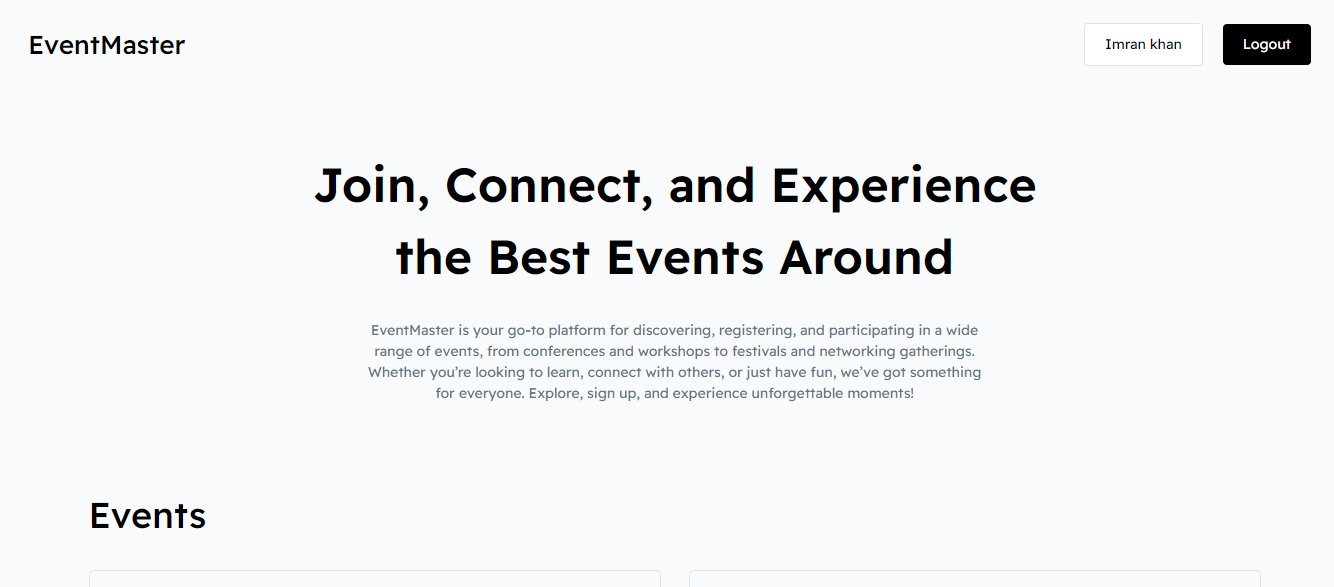 EventMaster
Imran khan
Logout
Join, Connect, and Experience
the Best Events Around
EventMaster is your go-to platform for discovering, registering, and participating in a wide
range of events, from conferences and workshops to festivals and networking gatherings.
Whether you’re looking to learn, connect with others, or just have fun, we’ve got something
for everyone. Explore, sign up, and experience unforgettable moments!
Events